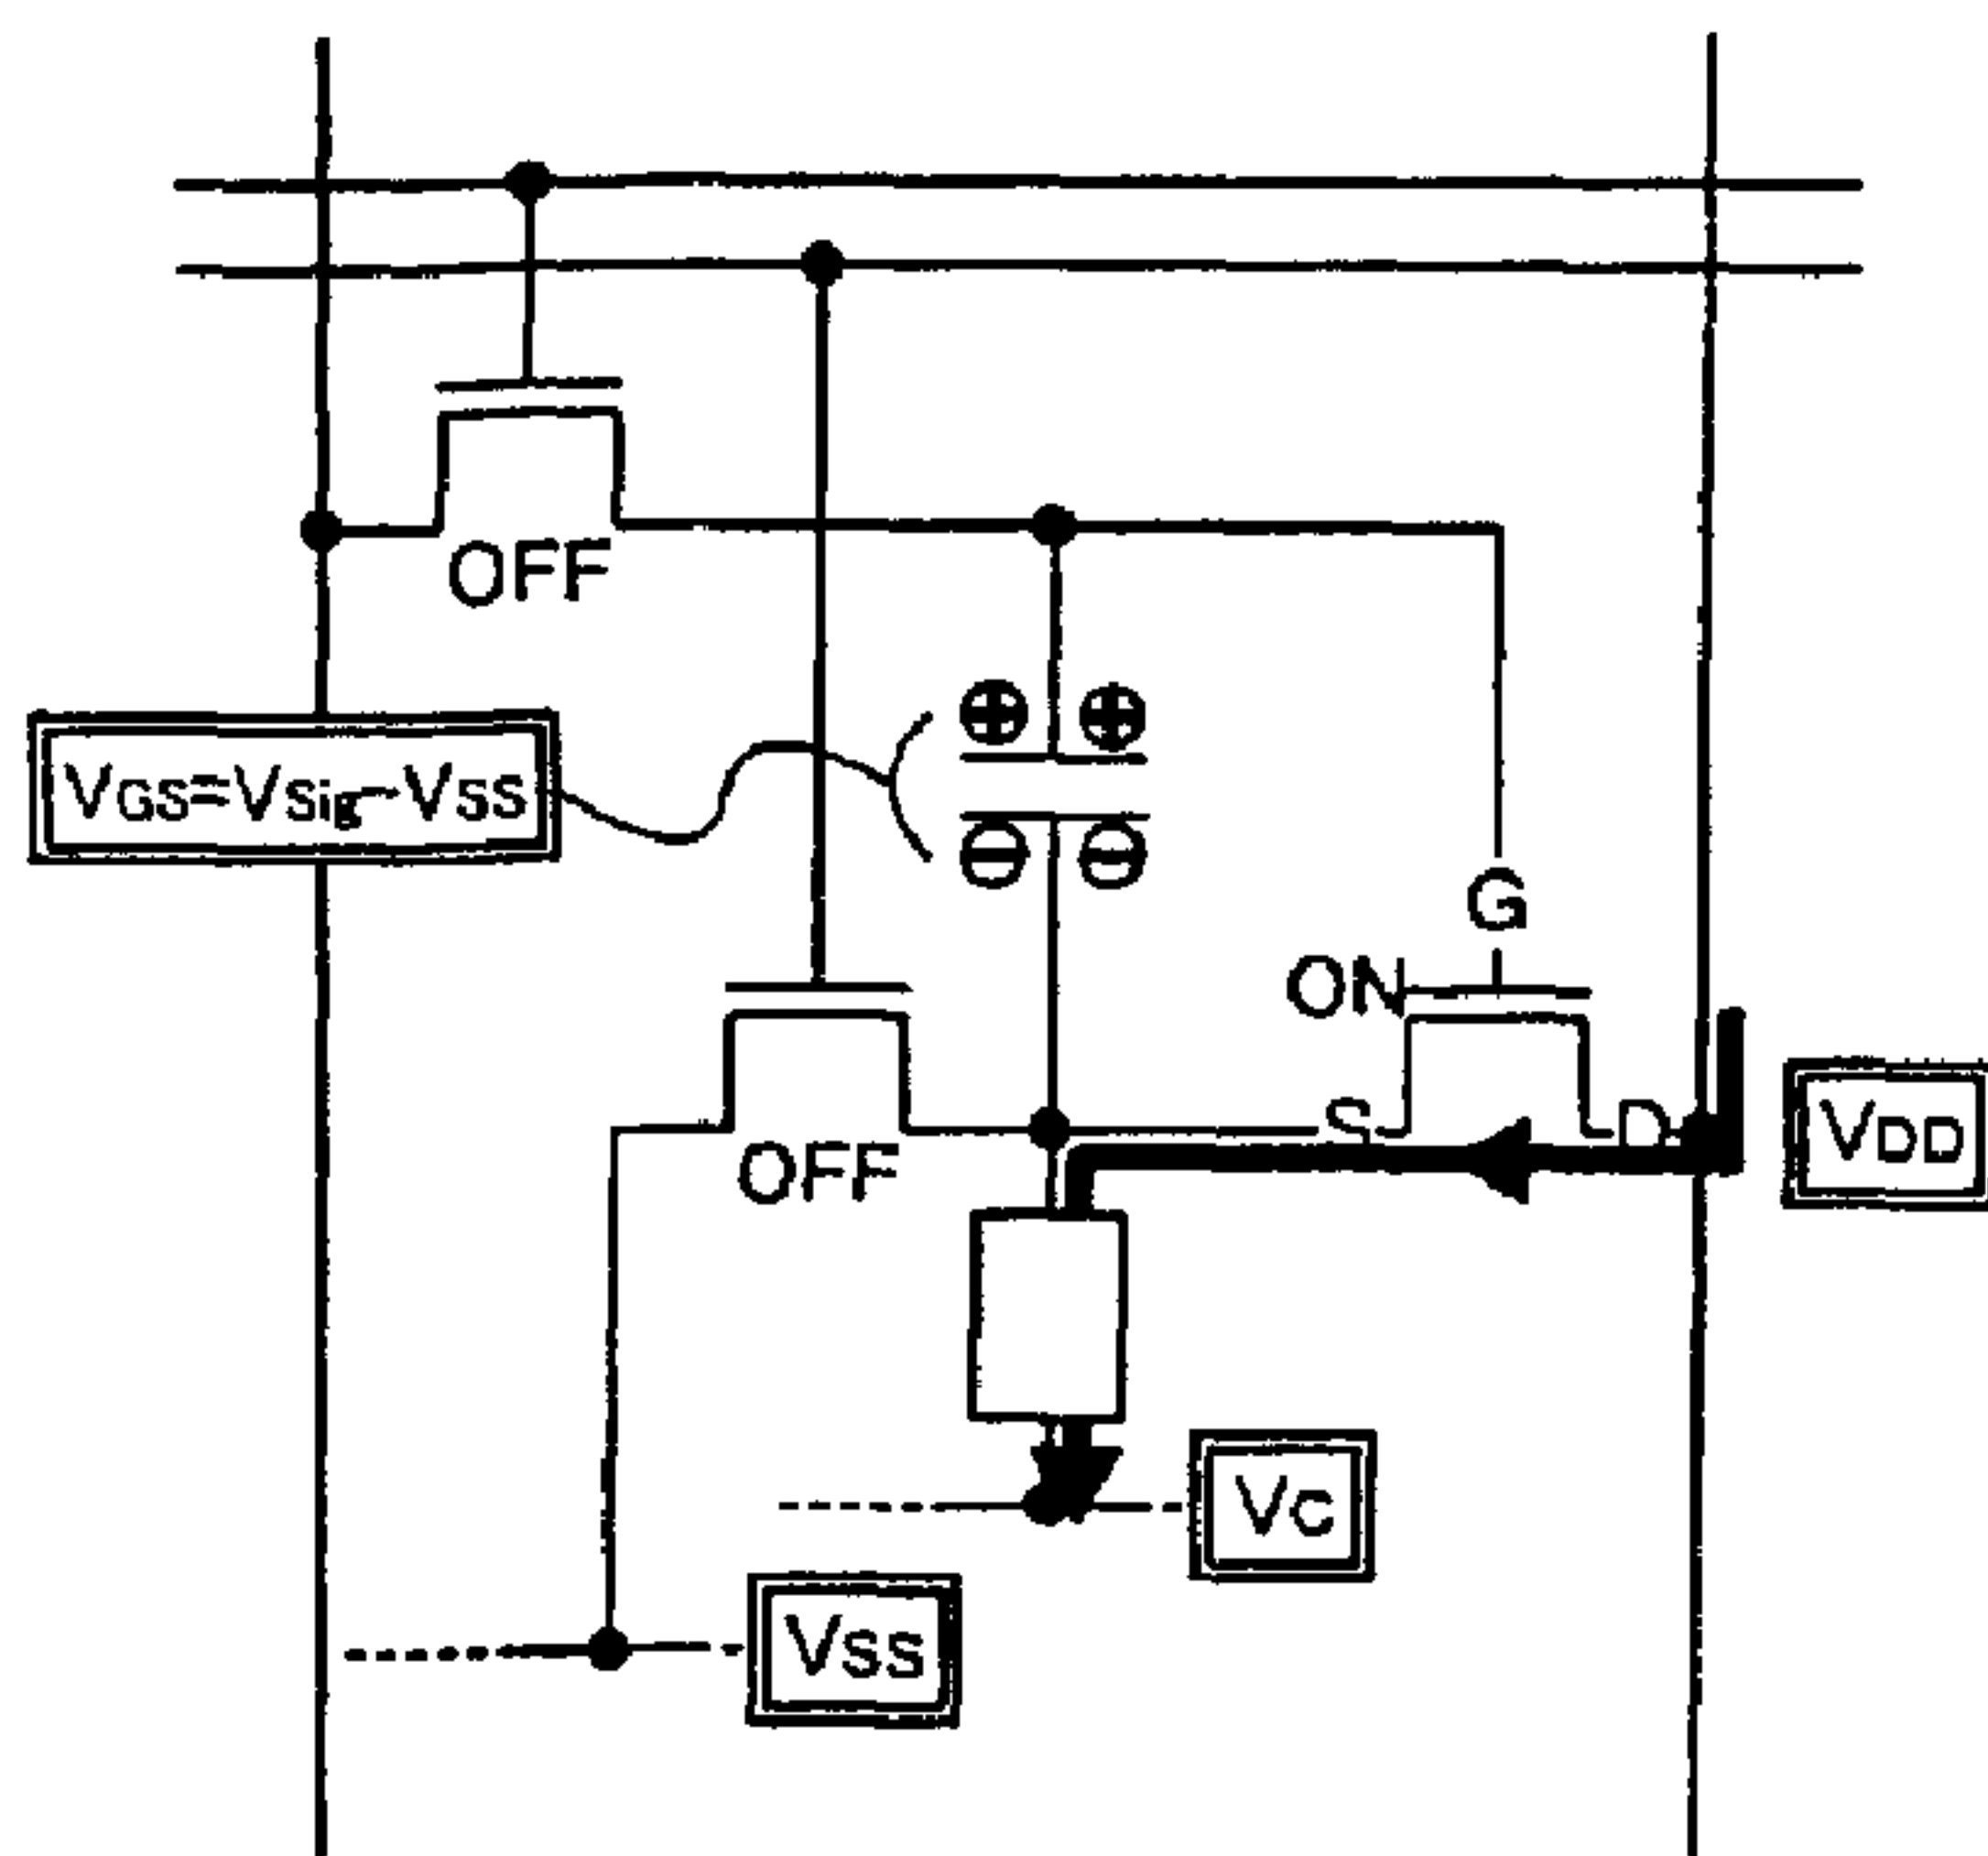 OFF
VGS=VSig-VSS
G
ON
S
D
OFF
VDD
VC
VSS